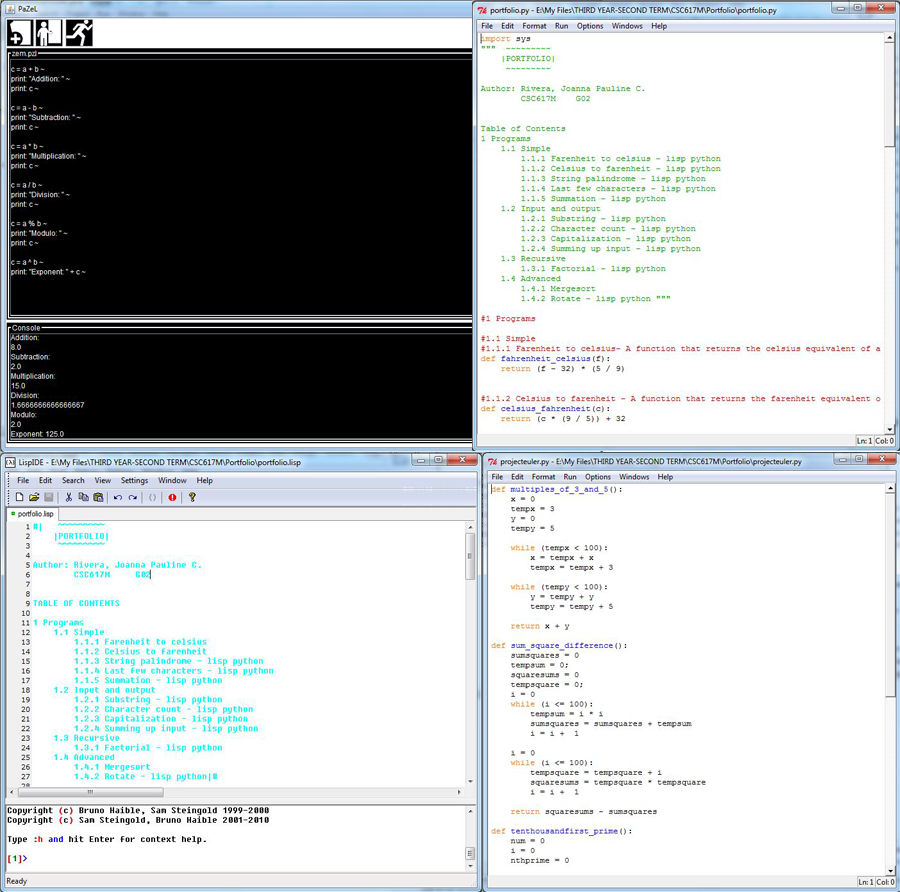 PaZeL
zem.pzl
c = a + b ~
print: "Addition: " ~
print: c ~
c = a - b ~
print: "Subtraction: " ~
print: c ~
c = a * b ~
print: "Multiplication: " ~
print: c ~
c = a / b ~
print: "Division: " ~
print: c ~
c = a % b ~
print: "Modulo: " ~
print: c ~
c = a ^ b ~
print: "Exponent: " + c ~
Console
Addition:
8.0
Subtraction:
2.0
Multiplication:
15.0
Division:
1.6666666666666667
Modulo:
2.0
Exponent: 125.0
portfolio.py - E:\My Files\THIRD YEAR-SECOND TERM\CSC617M\Portfolio\portfolio.py
File Edit Format Run Options Windows Help
import sys
""" ~~~~~~~~~
|PORTFOLIO|
~~~~~~~~~
Author: Rivera, Joanna Pauline C.
CSC617M G02
Table of Contents
1 Programs
1.1 Simple
1.1.1 Farenheit to celsius - lisp python
1.1.2 Celsius to farenheit - lisp python
1.1.3 String palindrome - lisp python
1.1.4 Last few characters - lisp python
1.1.5 Summation - lisp python
1.2 Input and output
1.2.1 Substring - lisp python
1.2.2 Character count - lisp python
1.2.3 Capitalization - lisp python
1.2.4 Summing up input - lisp python
1.3 Recursive
1.3.1 Factorial - lisp python
1.4 Advanced
1.4.1 Mergesort
1.4.2 Rotate - lisp python """
#1 Programs
#1.1 Simple
#1.1.1 Farenheit to celsius- A function that returns the celsius equivalent of a
def fahrenheit_celsius(f):
return (f - 32) * (5 / 9)
#1.1.2 Celsius to farenheit - A function that returns the farenheit equivalent o
def celsius_fahrenheit(c):
return (c * (9 / 5)) + 32
Ln: 1 Col: 0
LispIDE - E:\My Files\THIRD YEAR-SECOND TERM\CSC617M\Portfolio\portfolio.lisp
File Edit Search View Settings Window Help
portfolio.lisp
1 #| ~~~~~~~~~
2 |PORTFOLIO|
3 ~~~~~~~~~
4
5 Author: Rivera, Joanna Pauline C.
6 CSC617M G02
7
8
9 TABLE OF CONTENTS
10
11 1 Programs
12 1.1 Simple
13 1.1.1 Farenheit to celsius
14 1.1.2 Celsius to farenheit
15 1.1.3 String palindrome - lisp python
16 1.1.4 Last few characters - lisp python
17 1.1.5 Summation - lisp python
18 1.2 Input and output
19 1.2.1 Substring - lisp python
20 1.2.2 Character count - lisp python
21 1.2.3 Capitalization - lisp python
22 1.2.4 Summing up input - lisp python
23 1.3 Recursive
24 1.3.1 Factorial - lisp python
25 1.4 Advanced
26 1.4.1 Mergesort
27 1.4.2 Rotate - lisp python|#
28
Copyright (c) Bruno Haible, Sam Steingold 1999-2000
Copyright (c) Sam Steingold, Bruno Haible 2001-2010
Type :h and hit Enter for context help.
[1]>
Ready
projecteuler.py - E:\My Files\THIRD YEAR-SECOND TERM\CSC617M\Portfolio\projecteuler.py
File Edit Format Run Options Windows Help
def multiples_of_3_and_5():
x = 0
tempx = 3
y = 0
tempy = 5
while (tempx < 100):
x = tempx + x
tempx = tempx + 3
while (tempy < 100):
y = tempy + y
tempy = tempy + 5
return x + y
def sum_square_difference():
sumsquares = 0
tempsum = 0;
squaresums = 0
tempsquare = 0;
i = 0
while (i <= 100):
tempsum = i * i
sumsquares = sumsquares + tempsum
i = i + 1
i = 0
while (i <= 100):
tempsquare = tempsquare + i
squaresums = tempsquare * tempsquare
i = i + 1
return squaresums - sumsquares
def tenthousandfirst_prime():
num = 0
i = 0
nthprime = 0
Ln: 1 Col: 0